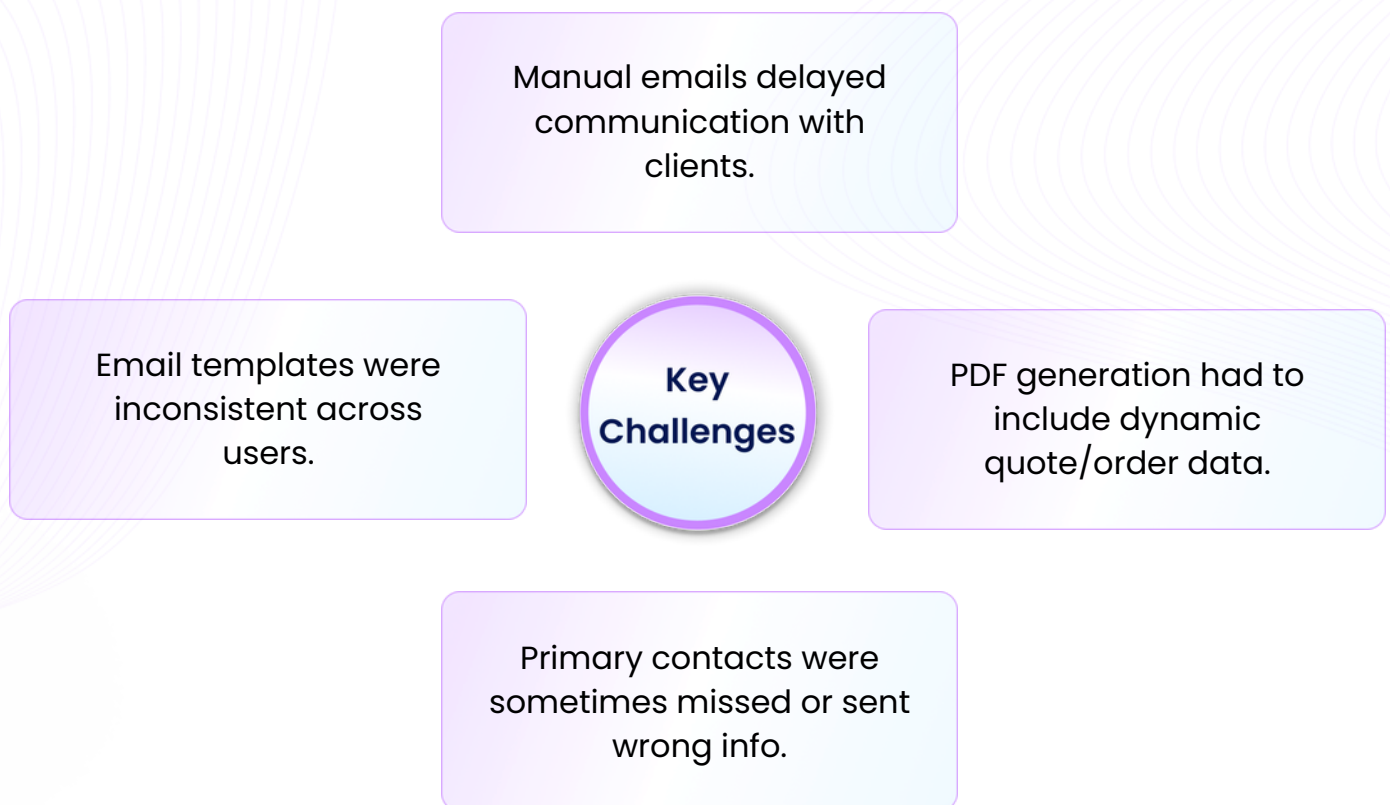 Manual emails delayed
communication with
clients.
Email templates were
inconsistent across
users.
Key
Challenges
PDF generation had to
include dynamic
quote/order data.
Primary contacts were
sometimes missed or sent
wrong info.